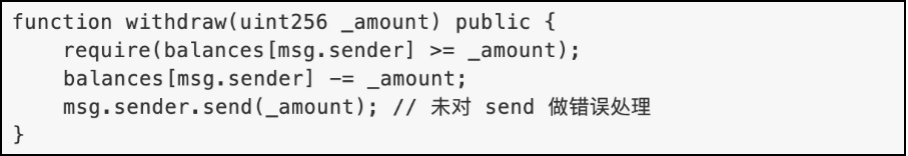 function withdraw(uint256 _amount) public {
    require(balances[msg.sender] >= _amount);
    balances[msg.sender] -= _amount;
    msg.sender.send(_amount); // 未对 send 做错误处理
}